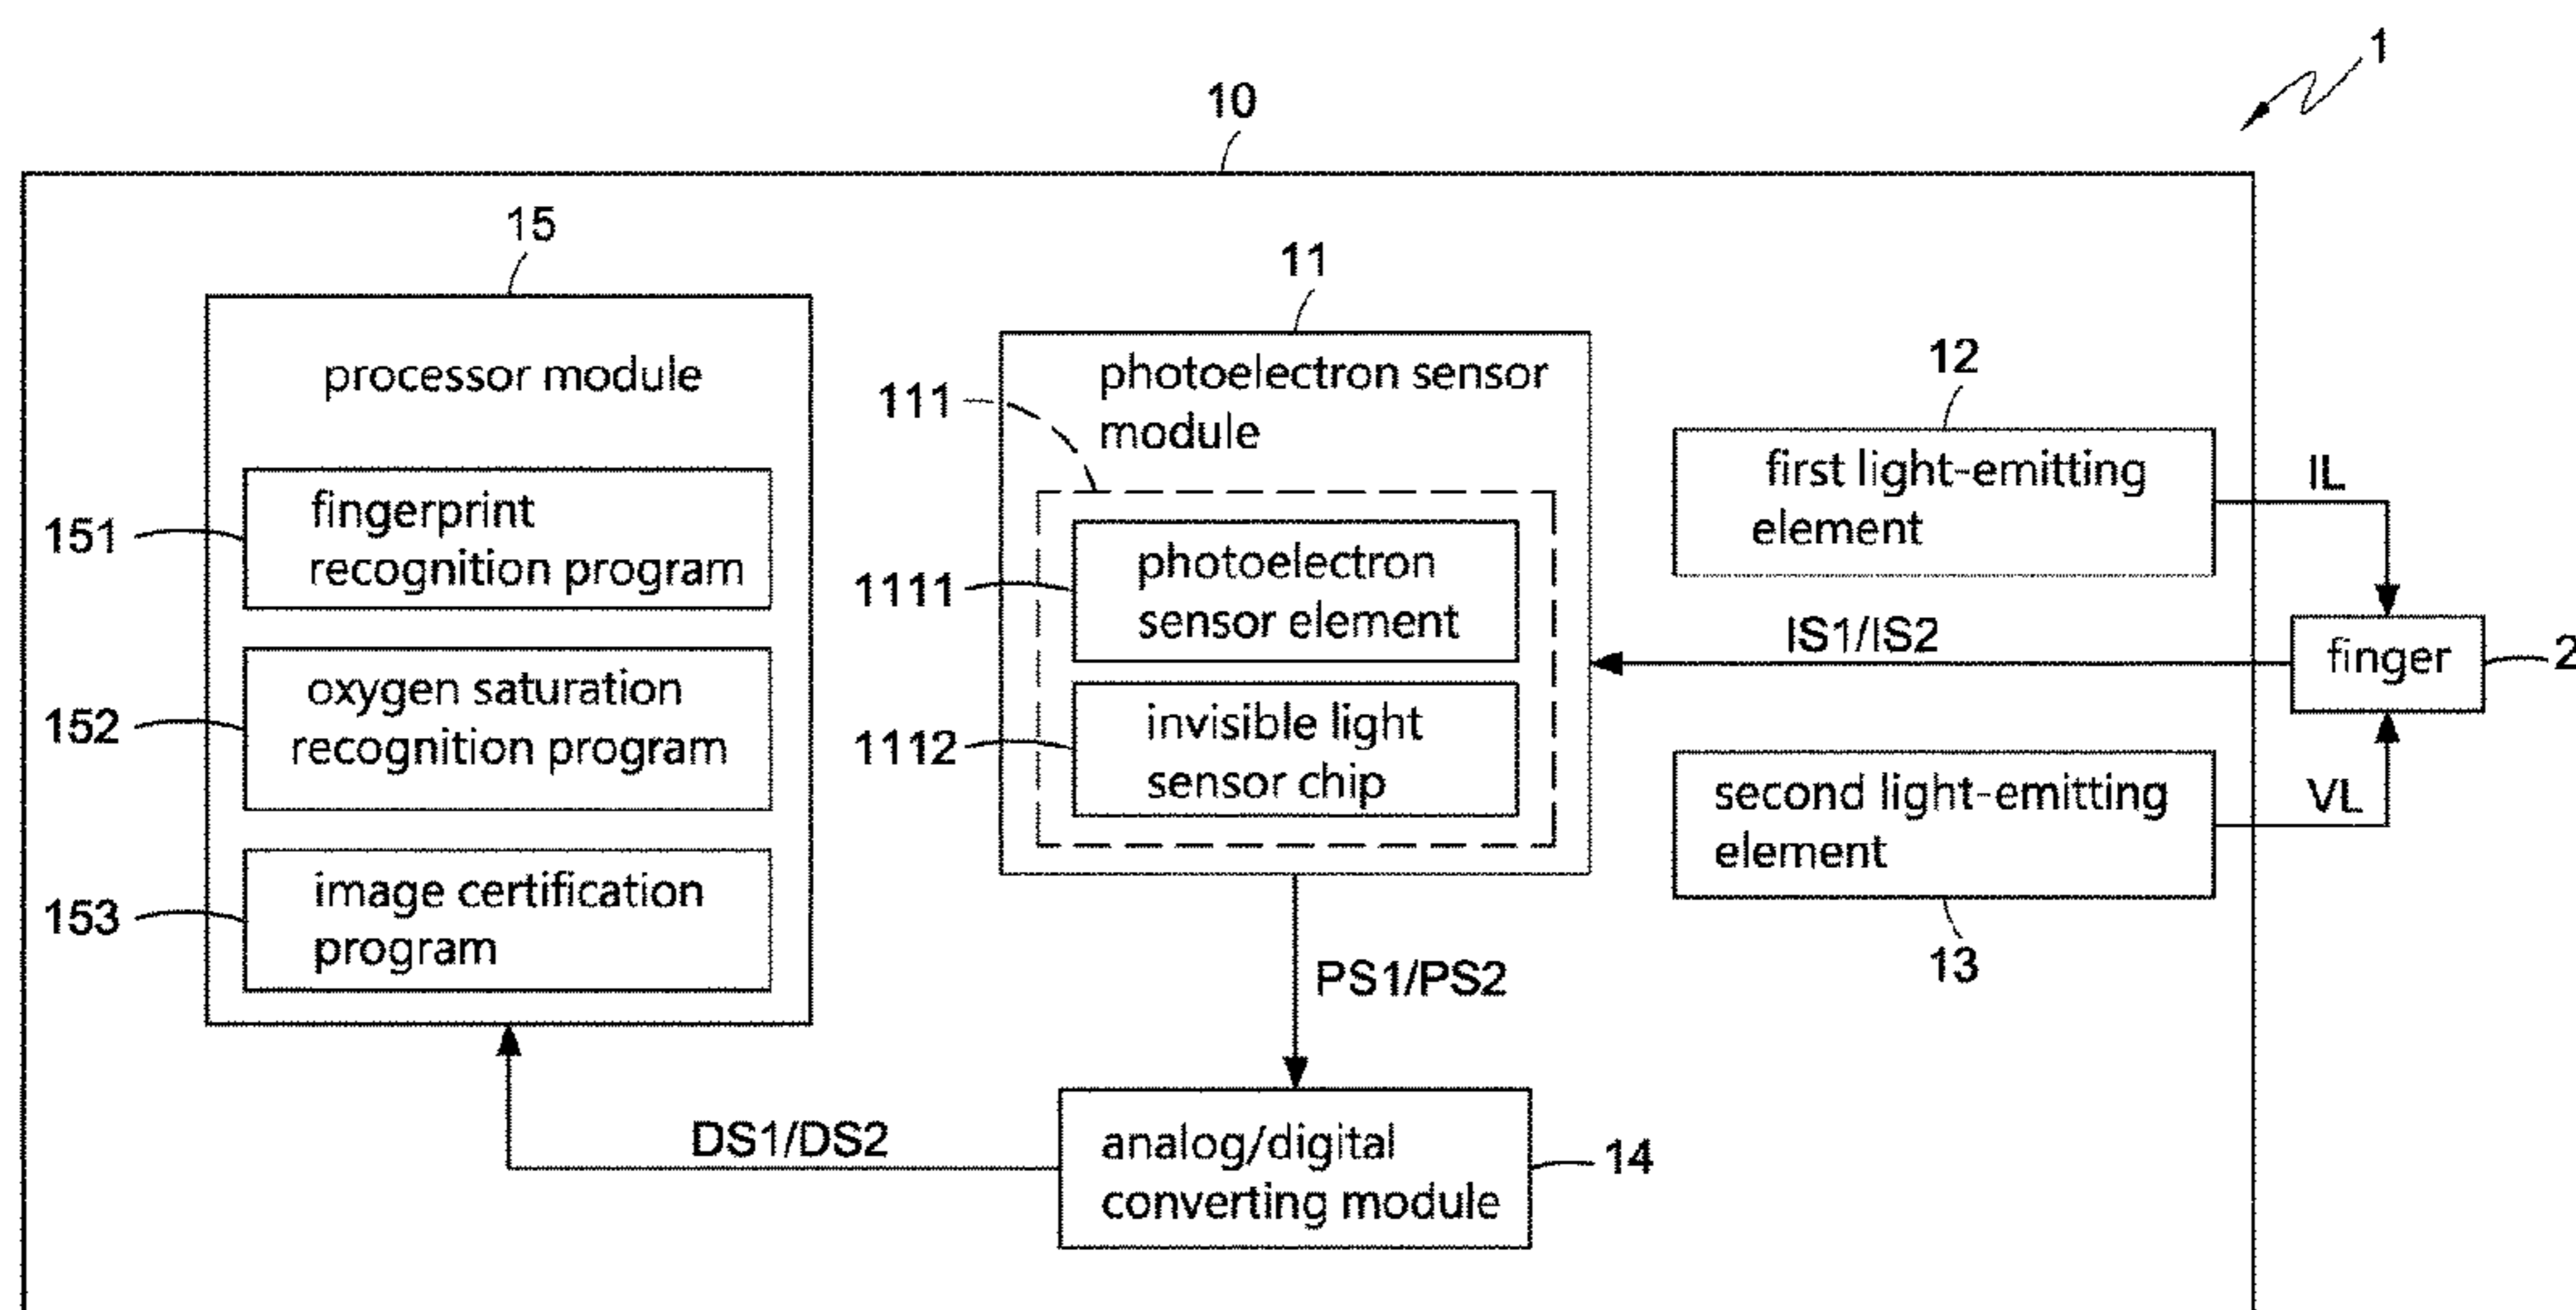 1
10
15
processor module
151
fingerprint
recognition program
152
oxygen saturation
recognition program
153
image certification
program
11
photoelectron sensor
module
111
1111
photoelectron
sensor element
1112
invisible light
sensor chip
12
first light-emitting
element
IL
IS1/IS2
finger
2
second light-emitting
element
VL
13
PS1/PS2
DS1/DS2
analog/digital
converting module
14